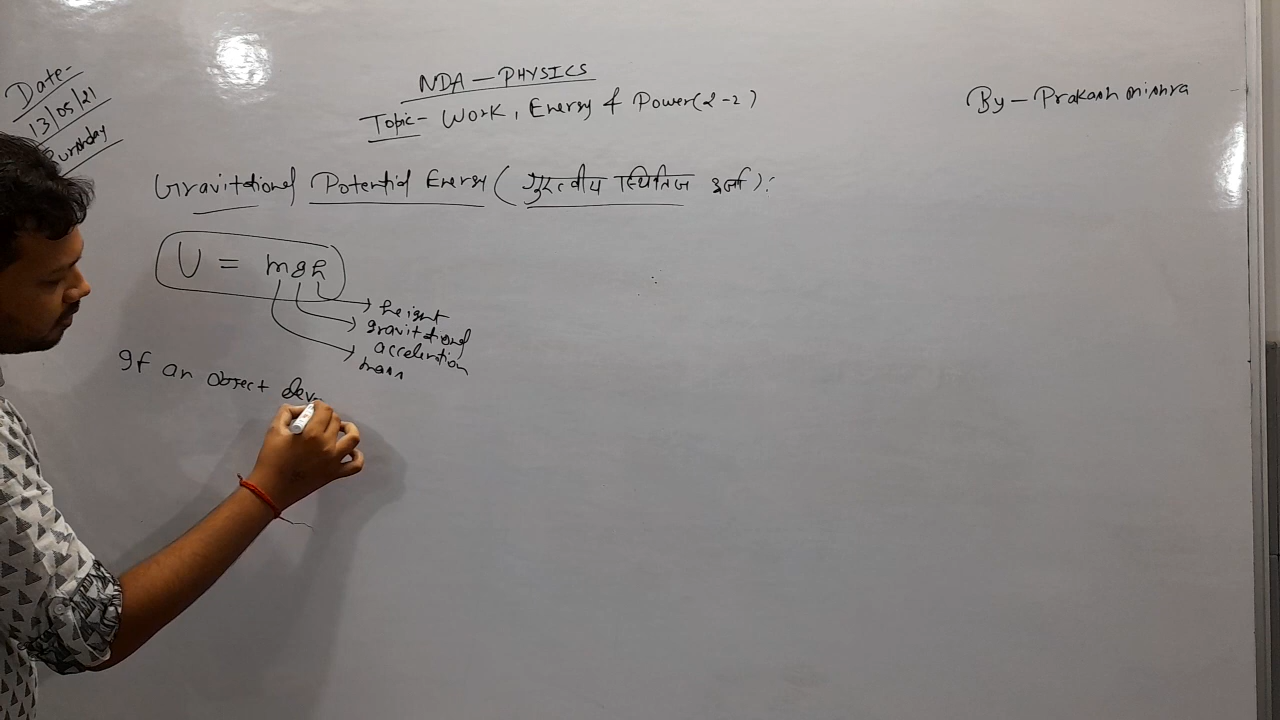 Date-
13/05/21
NDA - PHYSICS
Topic- Work, Energy & Power(L-2)
By - Prakash mishra
Gravitational Potential Energy (गुरुत्वीय स्थितिज ऊर्जा):
U = mgh
height
gravitational
acceleration
mass
If an object